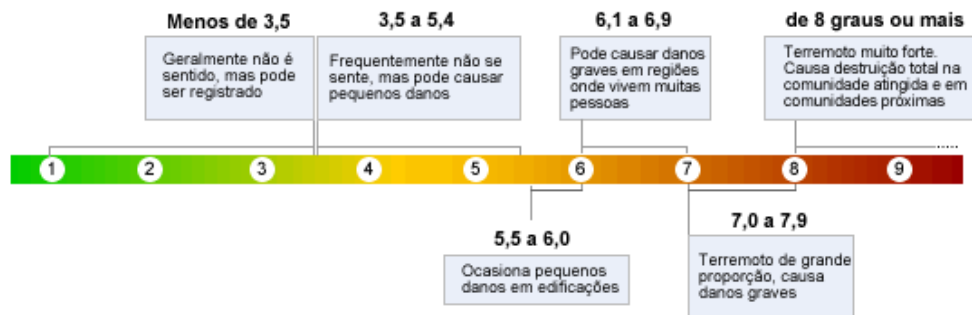 Menos de 3,5
Geralmente não é
sentido, mas pode
ser registrado
3,5 a 5,4
Frequentemente não se
sente, mas pode causar
pequenos danos
6,1 a 6,9
Pode causar danos
graves em regiões
onde vivem muitas
pessoas
de 8 graus ou mais
Terremoto muito forte.
Causa destruição total na
comunidade atingida e em
comunidades próximas
1 2 3 4 5 6 7 8 9
5,5 a 6,0
Ocasiona pequenos
danos em edificações
7,0 a 7,9
Terremoto de grande
proporção, causa
danos graves